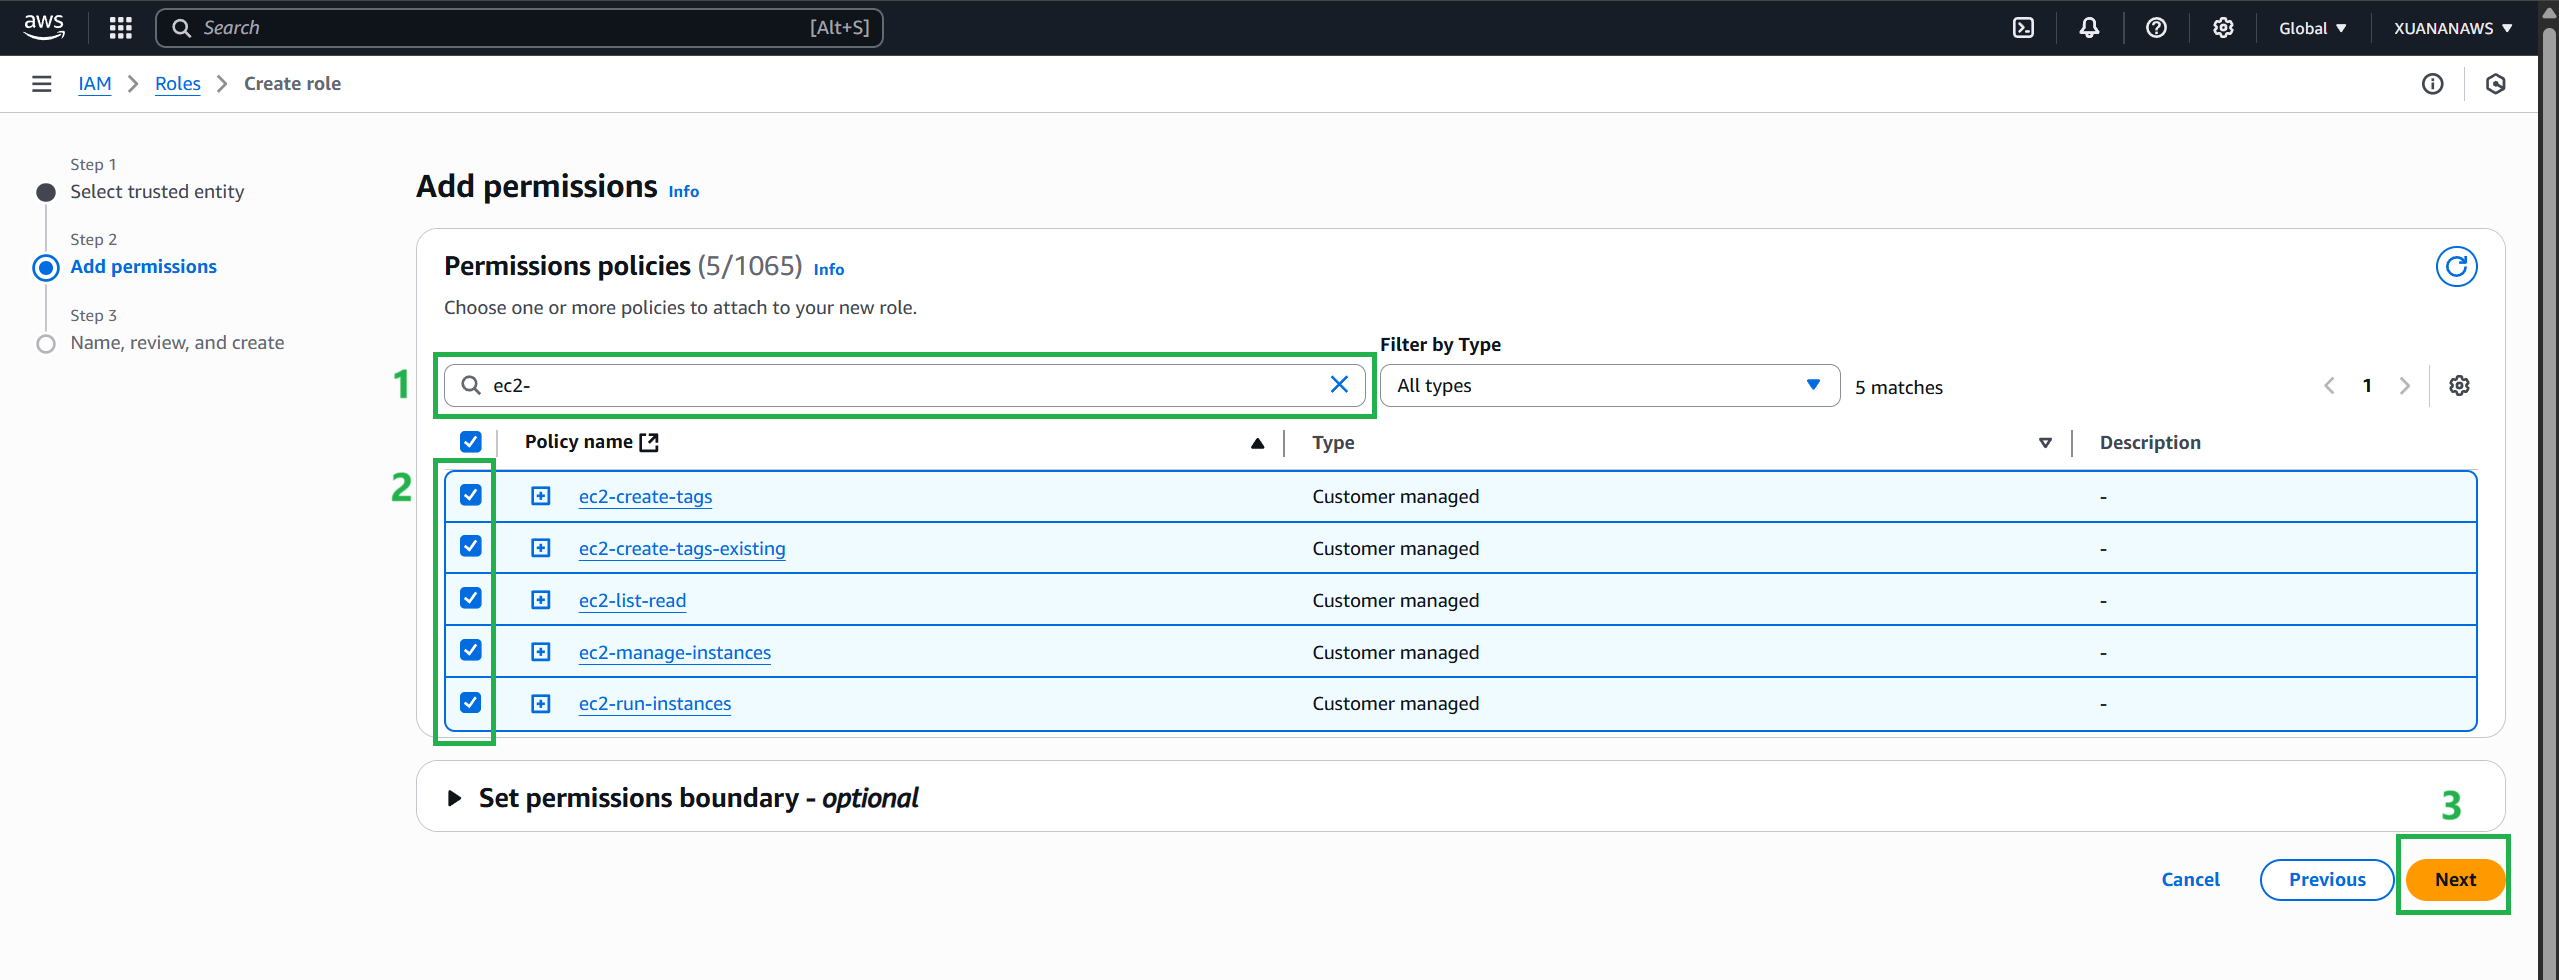 aws
Search [Alt+S] Global XUANANAWS
IAM Roles Create role
Step 1
Select trusted entity
Step 2
Add permissions
Step 3
Name, review, and create
Add permissions Info
Permissions policies (5/1065) Info
Choose one or more policies to attach to your new role.
Filter by Type
1 ec2- All types 5 matches 1
Policy name Type Description
2
ec2-create-tags Customer managed -
ec2-create-tags-existing Customer managed -
ec2-list-read Customer managed -
ec2-manage-instances Customer managed -
ec2-run-instances Customer managed -
Set permissions boundary - optional
3
Cancel Previous Next